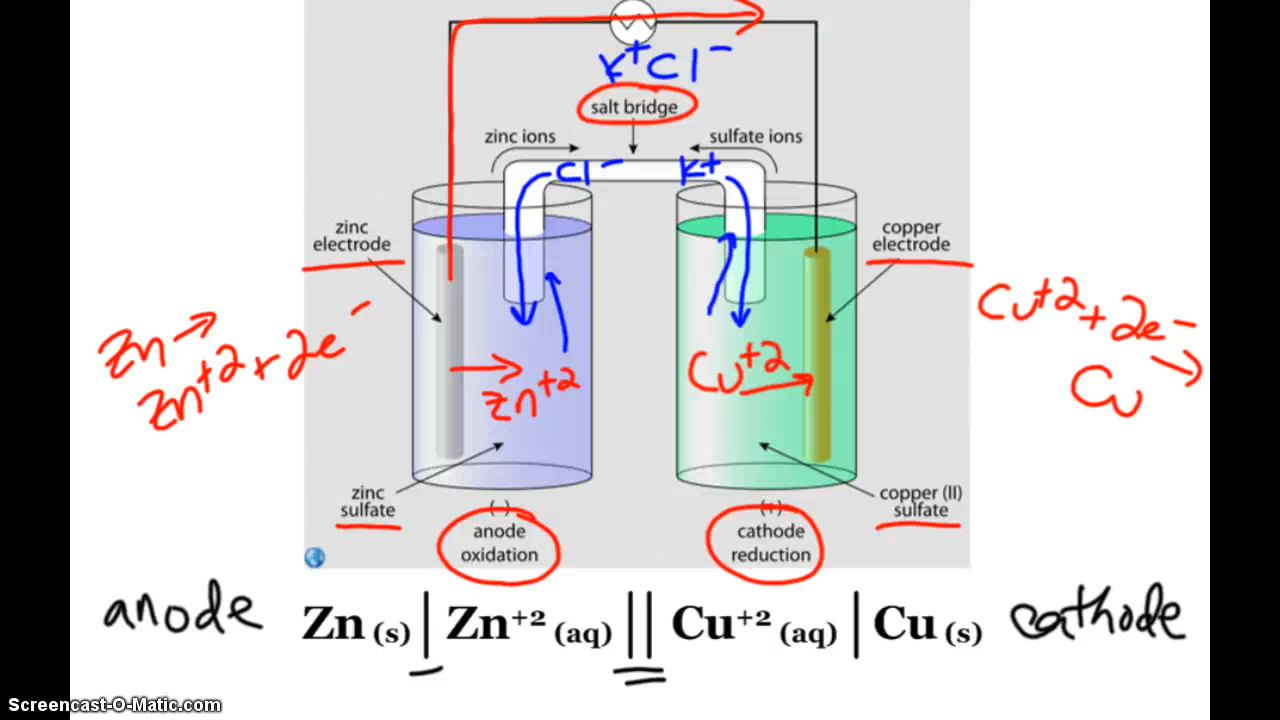 K+ Cl-
salt bridge
zinc ions
sulfate ions
Cl-
K+
zinc
electrode
copper
electrode
Zn →
Zn+2 + 2e-
Cu+2 + 2e- →
Cu
Zn+2
Cu+2
zinc
sulfate
copper (II)
sulfate
(-)
anode
oxidation
(+)
cathode
reduction
anode Zn (s) | Zn+2 (aq) || Cu+2 (aq) | Cu (s) cathode
Screencast-O-Matic.com